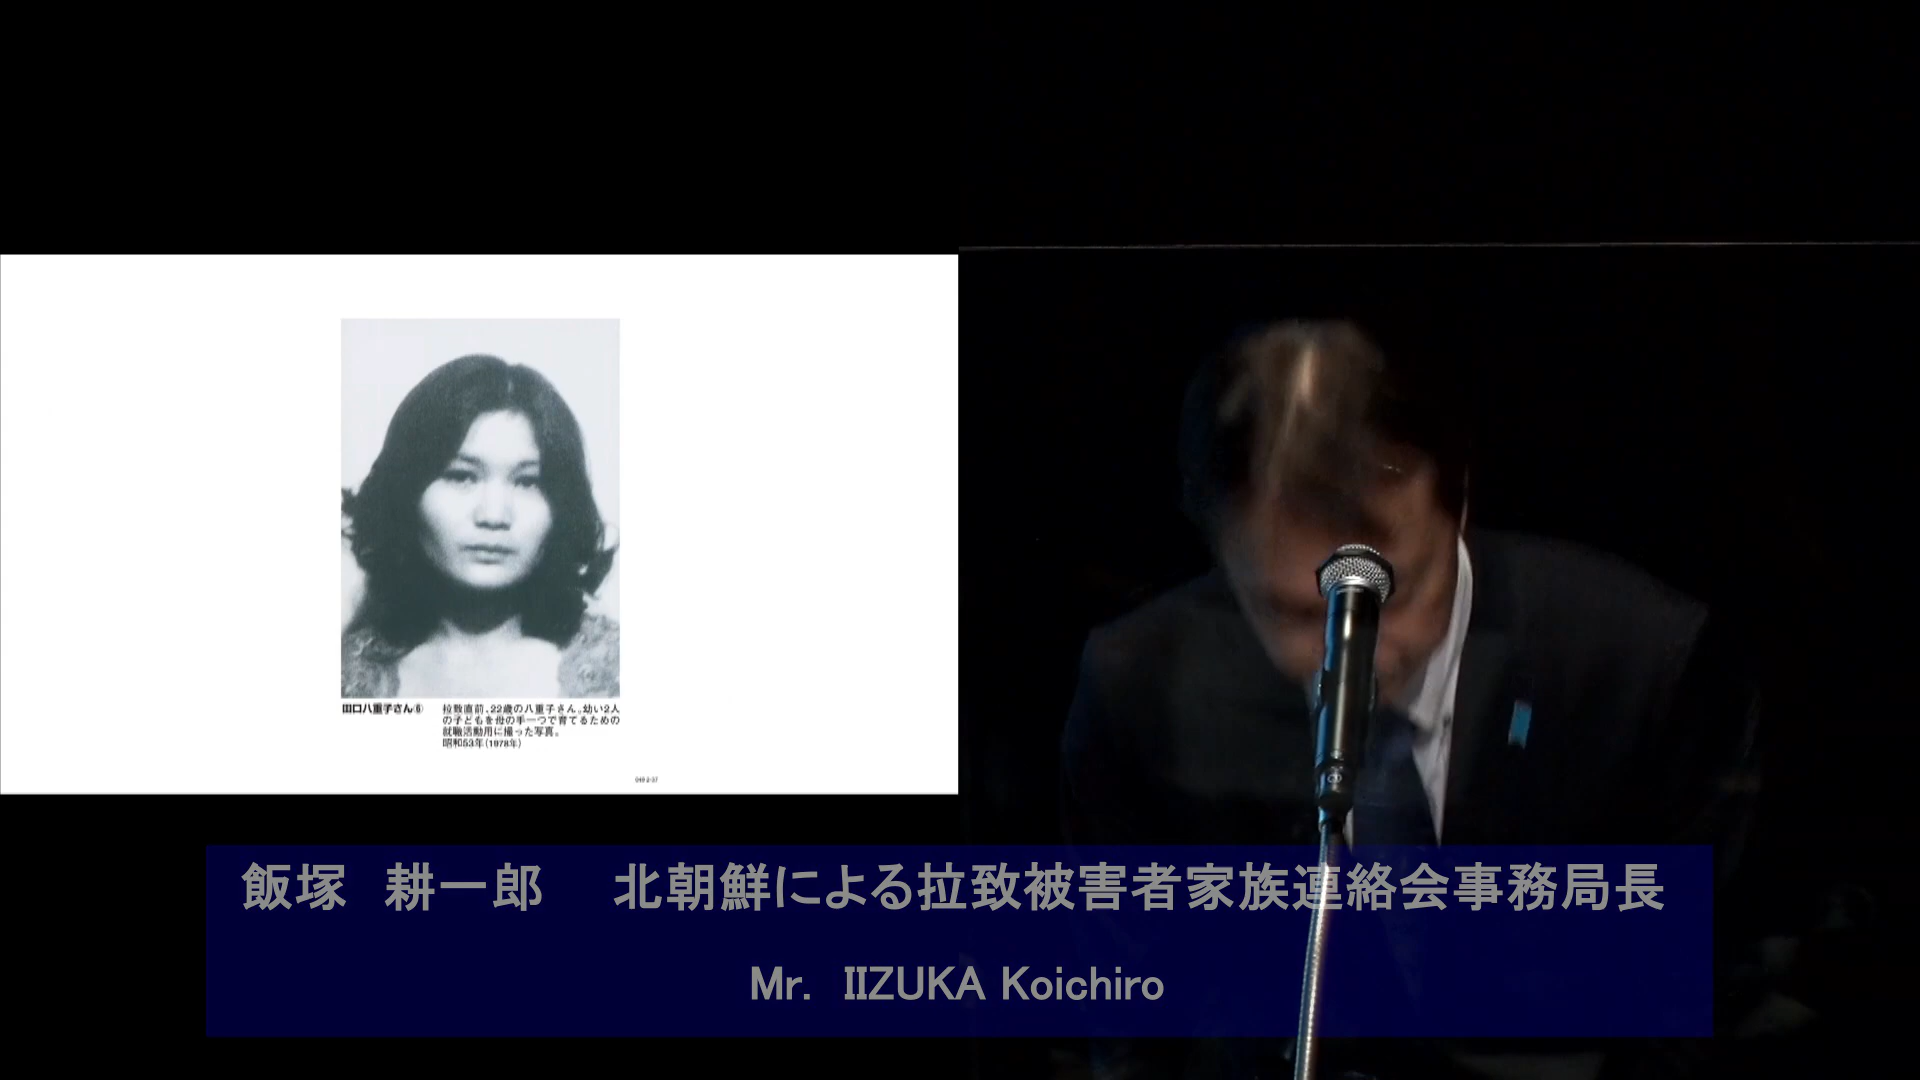 田口八重子さん⑥
拉致直前、22歳の八重子さん。幼い2人
の子どもを母の手一つで育てるための
就職活動用に撮った写真。
昭和53年(1978年)
飯塚 耕一郎 北朝鮮による拉致被害者家族連絡会事務局長
Mr. IIZUKA Koichiro